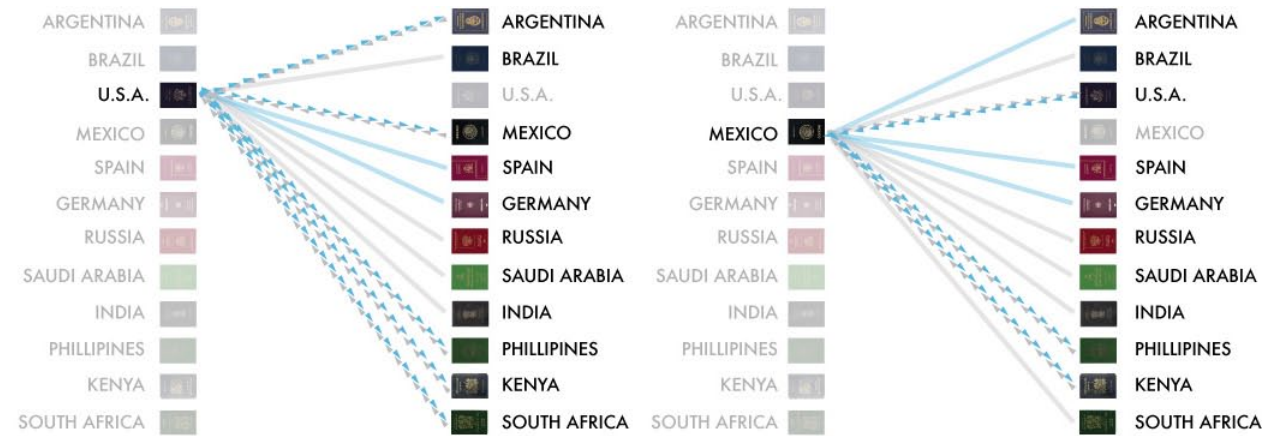 ARGENTINA
BRAZIL
U.S.A.
MEXICO
SPAIN
GERMANY
RUSSIA
SAUDI ARABIA
INDIA
PHILLIPINES
KENYA
SOUTH AFRICA
ARGENTINA
BRAZIL
U.S.A.
MEXICO
SPAIN
GERMANY
RUSSIA
SAUDI ARABIA
INDIA
PHILLIPINES
KENYA
SOUTH AFRICA
ARGENTINA
BRAZIL
U.S.A.
MEXICO
SPAIN
GERMANY
RUSSIA
SAUDI ARABIA
INDIA
PHILLIPINES
KENYA
SOUTH AFRICA
ARGENTINA
BRAZIL
U.S.A.
MEXICO
SPAIN
GERMANY
RUSSIA
SAUDI ARABIA
INDIA
PHILLIPINES
KENYA
SOUTH AFRICA